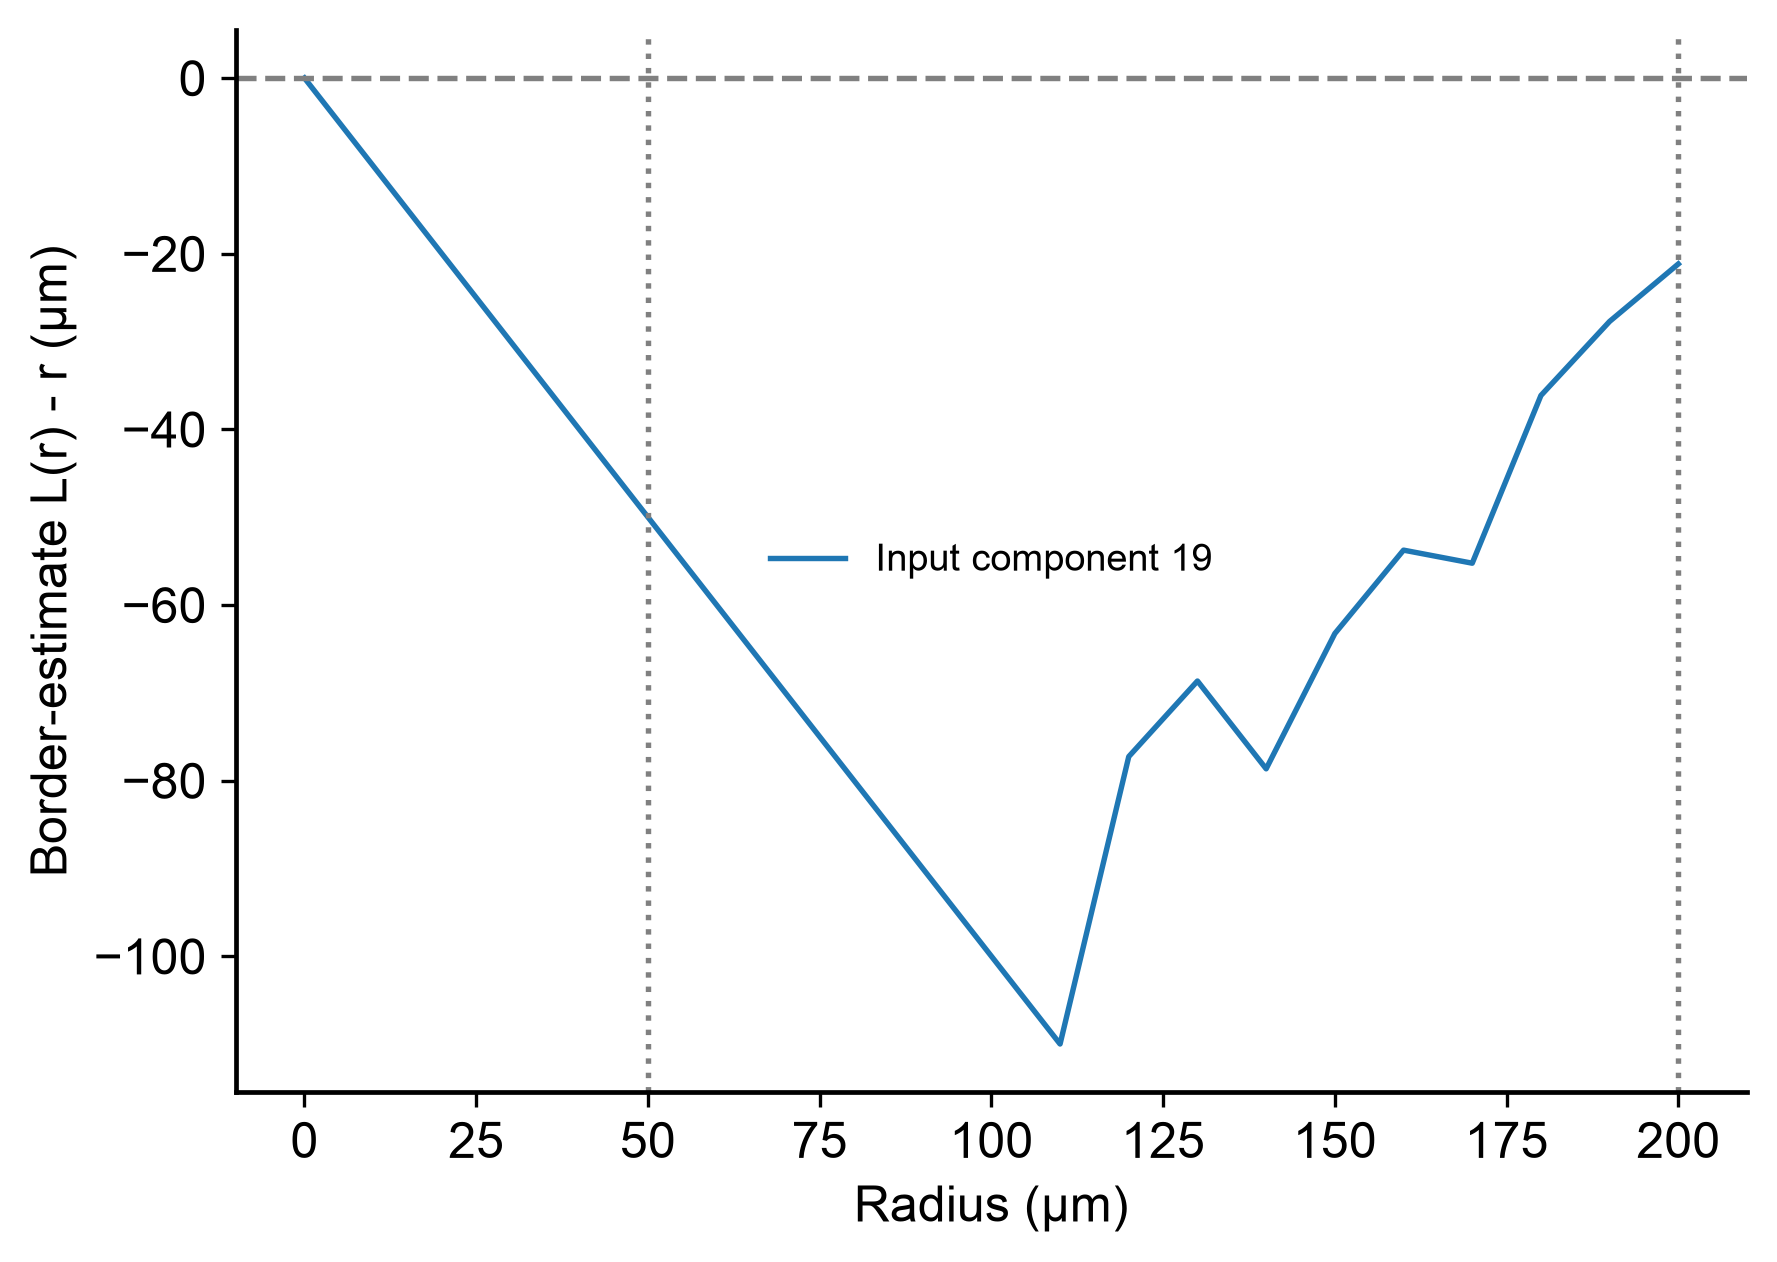 0
−20
−40
−60
−80
−100
Border-estimate L(r) - r (µm)
Input component 19
0 25 50 75 100 125 150 175 200
Radius (µm)